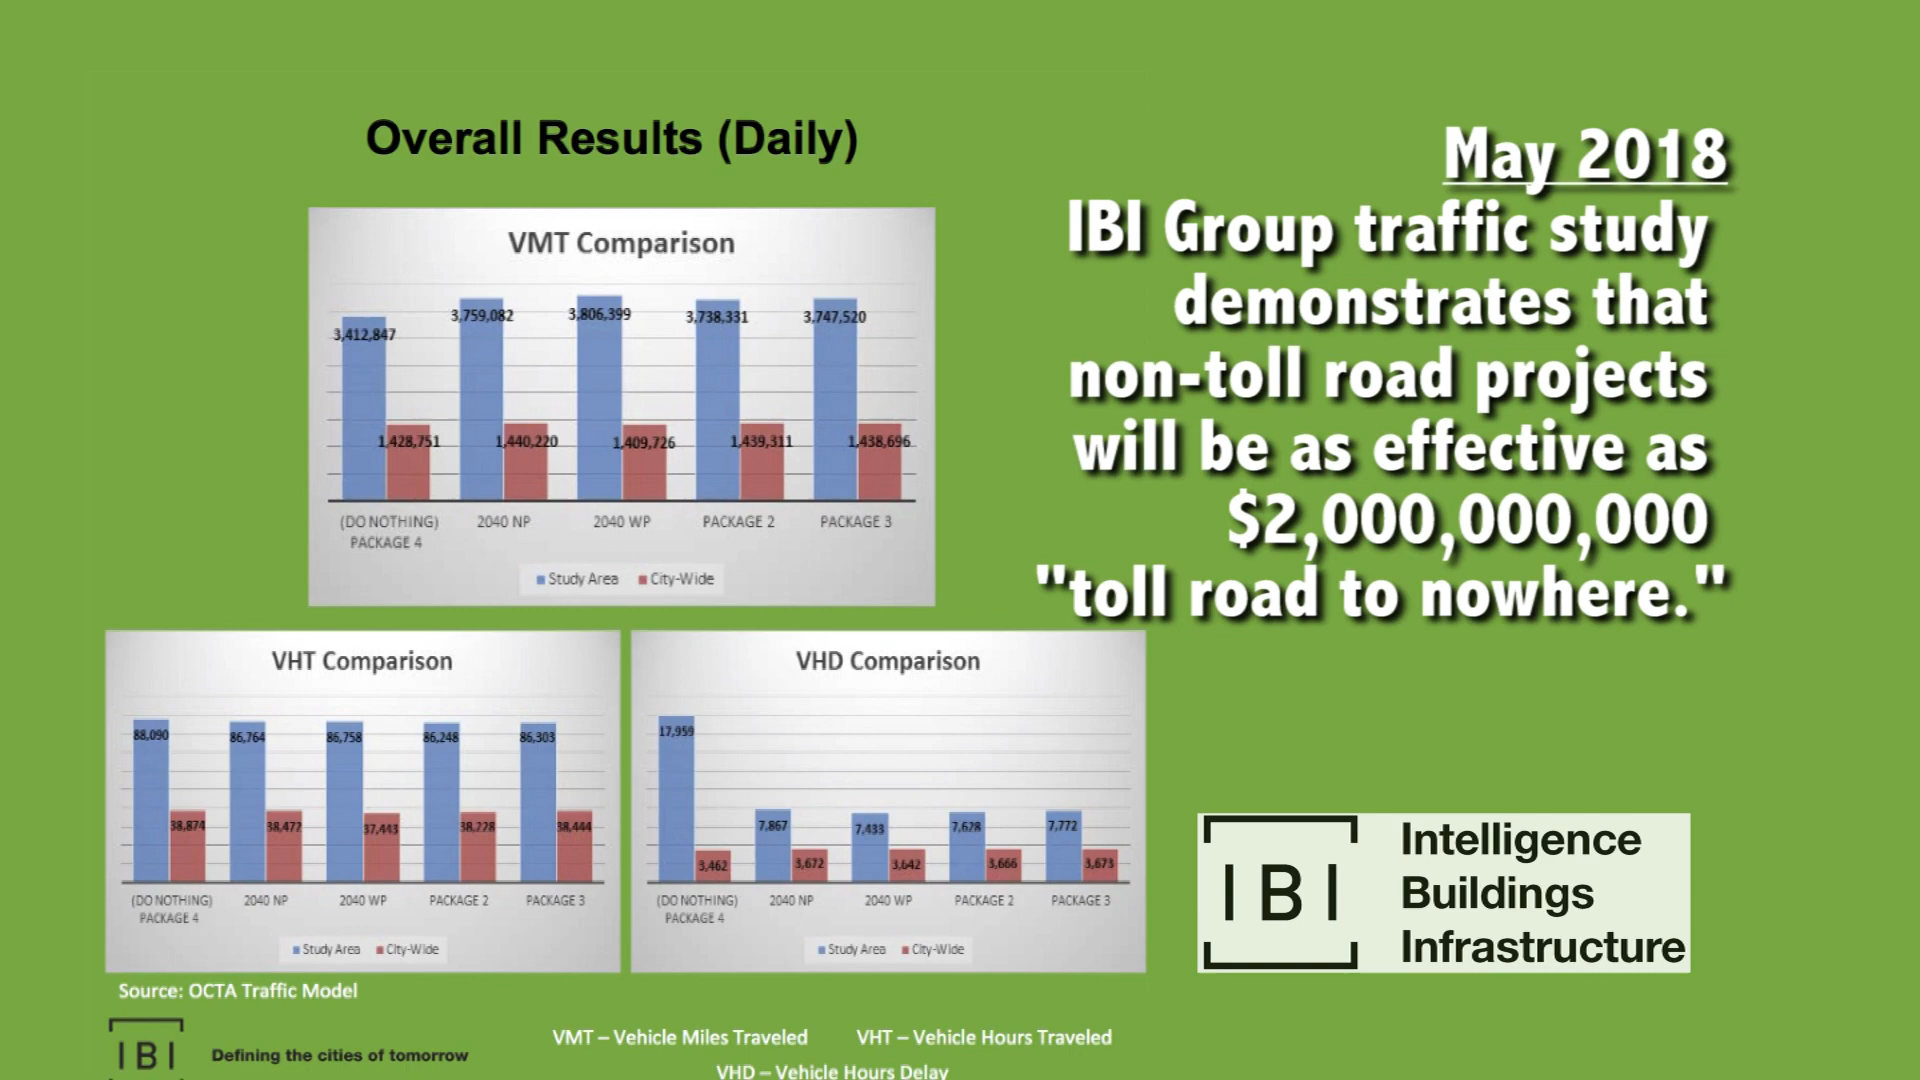 Overall Results (Daily)
May 2018
IBI Group traffic study
demonstrates that
non-toll road projects
will be as effective as
$2,000,000,000
"toll road to nowhere."
VMT Comparison
3,412,847 3,759,082 3,806,399 3,738,331 3,747,520
1,428,751 1,440,220 1,409,726 1,439,311 1,438,696
(DO NOTHING) 2040 NP 2040 WP PACKAGE 2 PACKAGE 3
PACKAGE 4
Study Area City-Wide
VHT Comparison
88,090 86,764 86,758 86,248 86,303
38,874 38,472 37,443 38,278 38,444
(DO NOTHING) 2040 NP 2040 WP PACKAGE 2 PACKAGE 3
PACKAGE 4
Study Area City-Wide
VHD Comparison
17,959 7,867 7,433 7,628 7,772
3,462 3,672 3,642 3,666 3,673
(DO NOTHING) 2040 NP 2040 WP PACKAGE 2 PACKAGE 3
PACKAGE 4
Study Area City-Wide
IBI
Intelligence
Buildings
Infrastructure
Source: OCTA Traffic Model
IBI
Defining the cities of tomorrow
VMT – Vehicle Miles Traveled VHT – Vehicle Hours Traveled
VHD – Vehicle Hours Delay